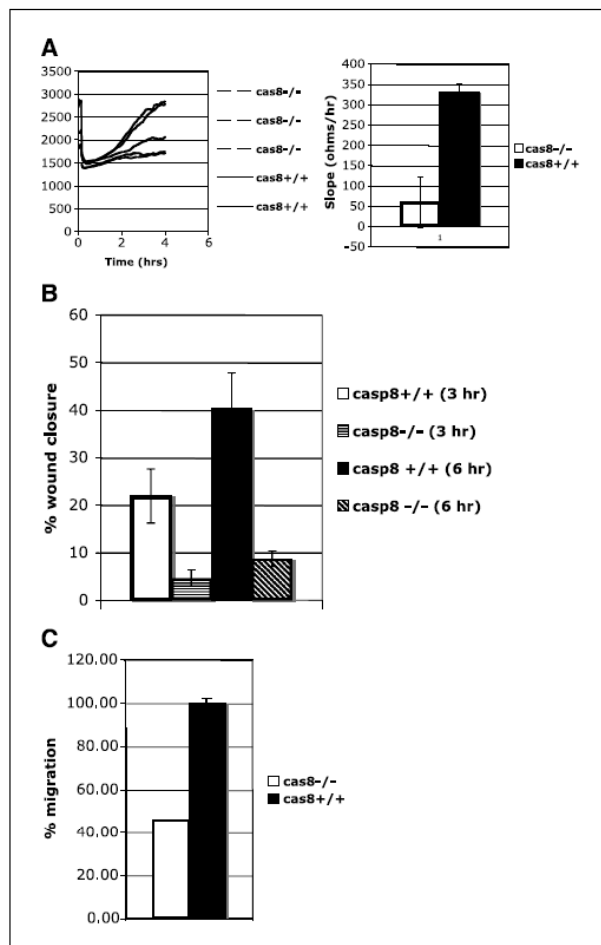 A
3500
3000
2500
2000
1500
1000
500
0
0 2 4 6
Time (hrs)
cas8-/-
cas8-/-
cas8-/-
cas8+/+
cas8+/+
Slope (ohms/hr)
400
350
300
250
200
150
100
50
0
-50
1
cas8-/-
cas8+/+
B
% wound closure
60
50
40
30
20
10
0
casp8+/+ (3 hr)
casp8-/- (3 hr)
casp8 +/+ (6 hr)
casp8 -/- (6 hr)
C
% migration
120.00
100.00
80.00
60.00
40.00
20.00
0.00
cas8-/-
cas8+/+